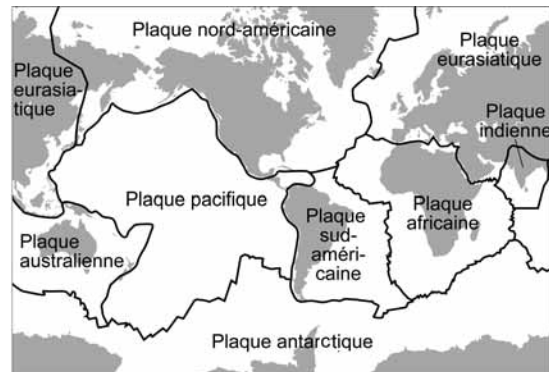 Plaque nord-américaine
Plaque
eurasia-
tique
Plaque
eurasiatique
Plaque
indienne
Plaque pacifique
Plaque
sud-
améri-
caine
Plaque
africaine
Plaque
australienne
Plaque antarctique